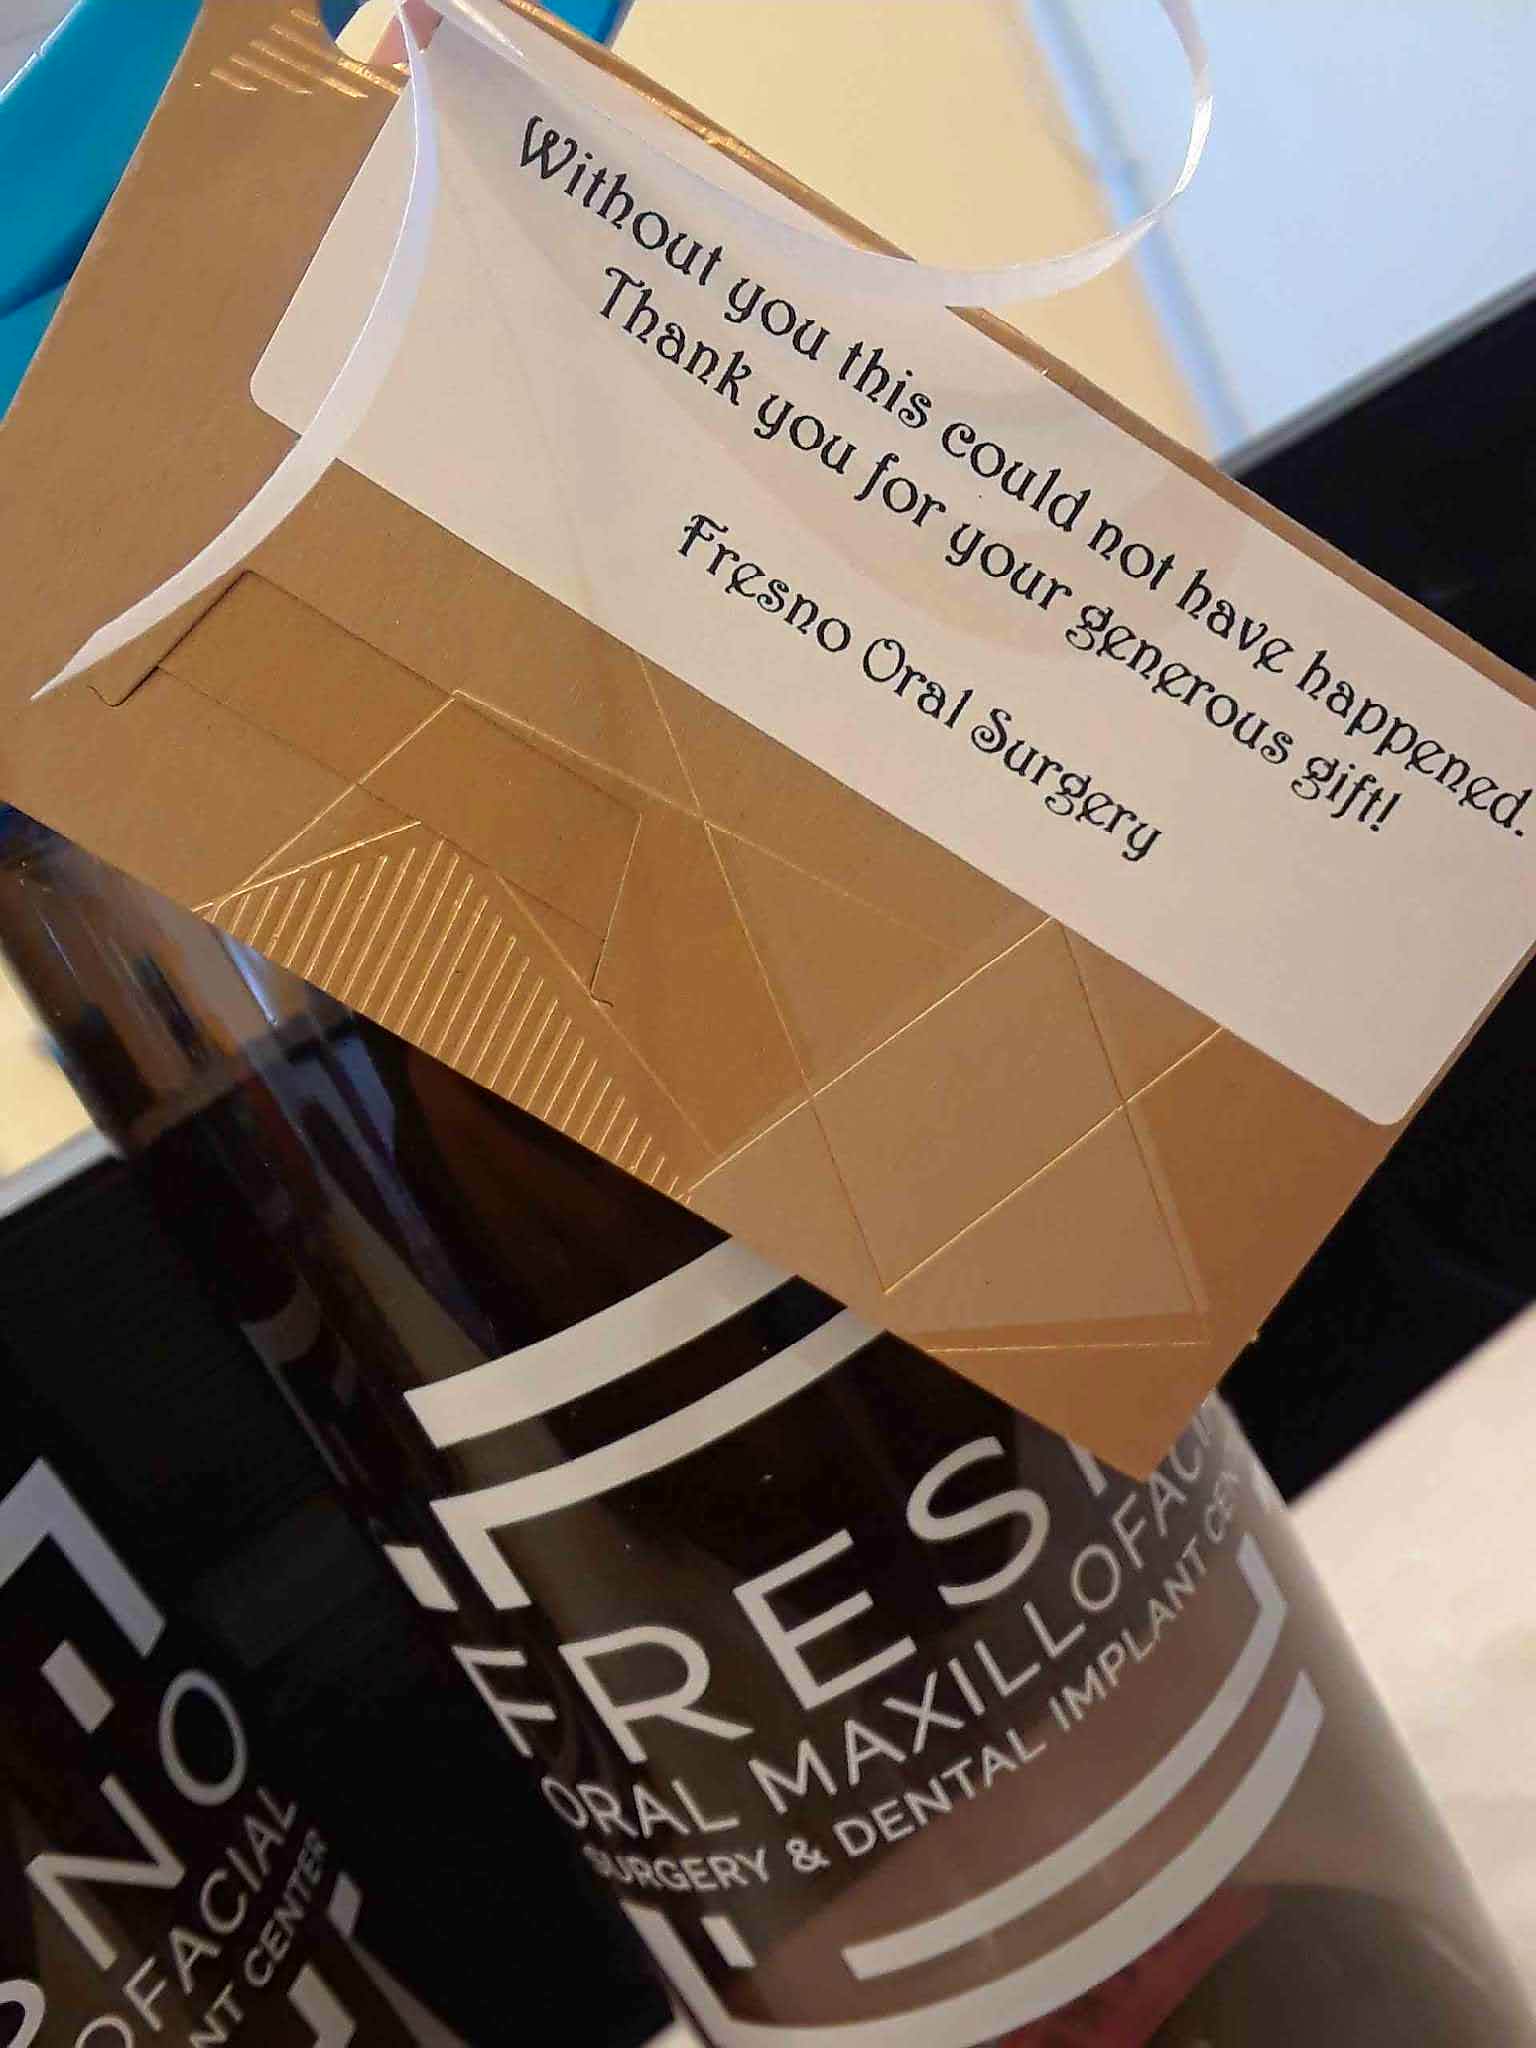 Without you this could not have happened.
Thank you for your generous gift!
Fresno Oral Surgery
FRES
ORAL MAXILLOFACI
SURGERY & DENTAL IMPLANT CEN
NO
OFACIAL
NT CENTER